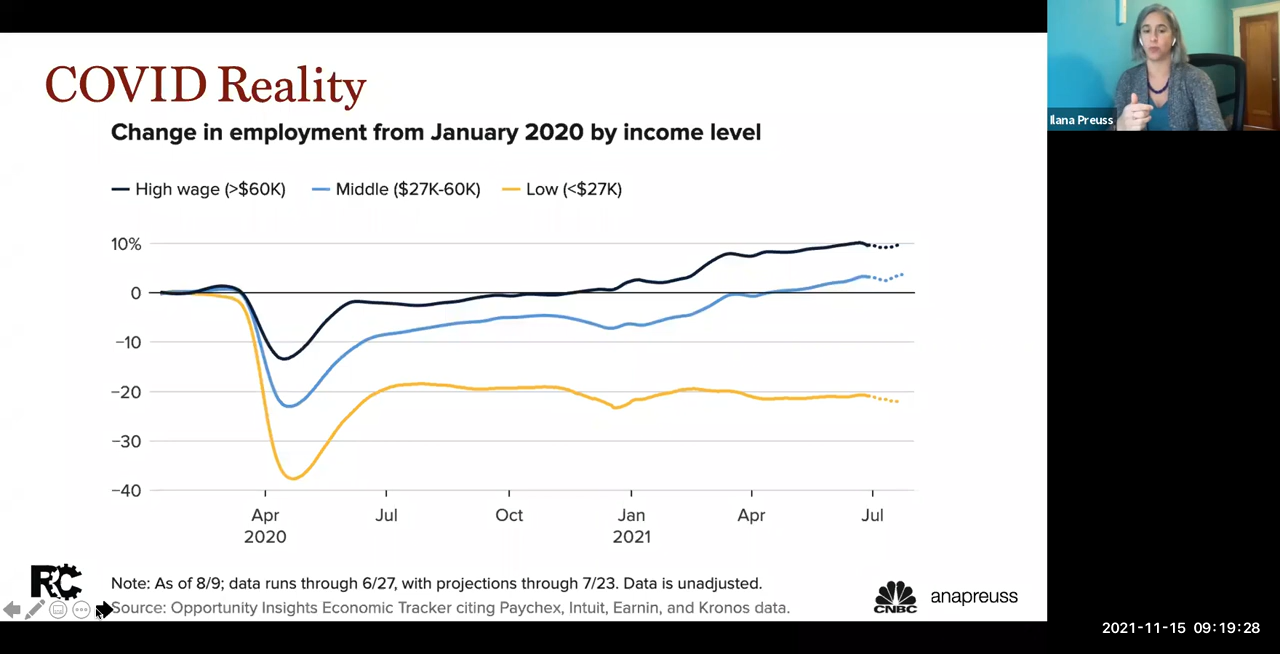 COVID Reality
Change in employment from January 2020 by income level
High wage (>$60K) Middle ($27K-60K) Low (<$27K)
10%
0
−10
−20
−30
−40
Apr Jul Oct Jan Apr Jul
2020 2021
Note: As of 8/9; data runs through 6/27, with projections through 7/23. Data is unadjusted.
Source: Opportunity Insights Economic Tracker citing Paychex, Intuit, Earnin, and Kronos data.
RC
CNBC
anapreuss
Ilana Preuss
2021-11-15 09:19:28